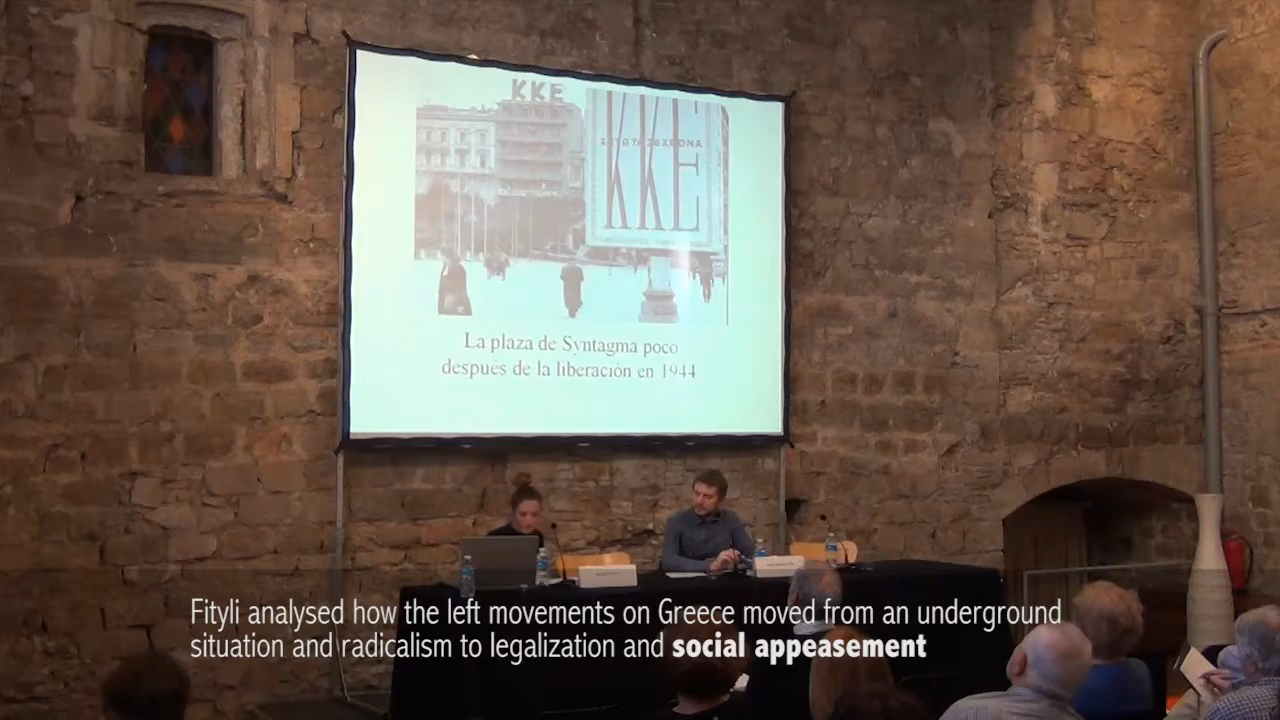 KKE
KKE
La plaza de Syntagma poco
después de la liberación en 1944
Fityli analysed how the left movements on Greece moved from an underground
situation and radicalism to legalization and social appeasement